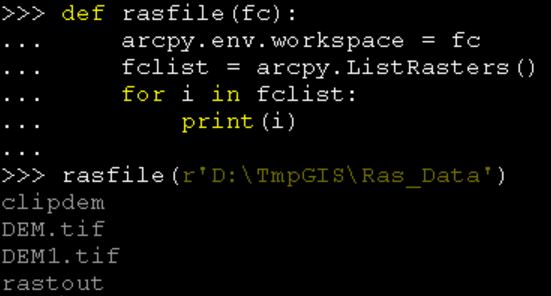 >>> def rasfile(fc):
...     arcpy.env.workspace = fc
...     fclist = arcpy.ListRasters()
...     for i in fclist:
...         print(i)
...
>>> rasfile(r'D:\TmpGIS\Ras_Data')
clipdem
DEM.tif
DEM1.tif
rastout